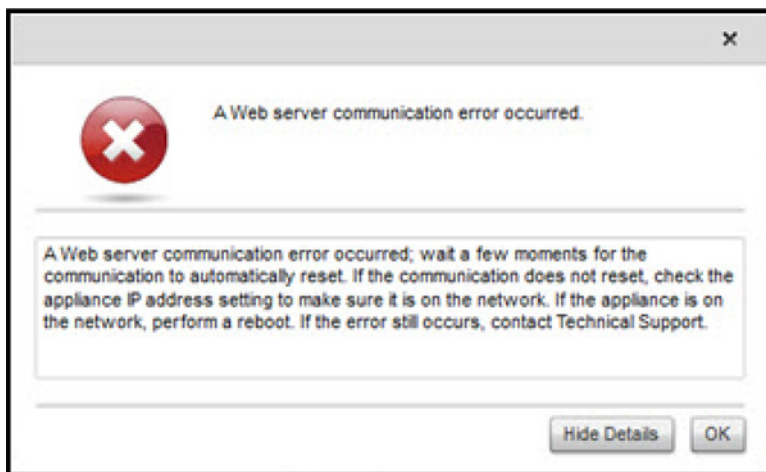 A Web server communication error occurred.
A Web server communication error occurred; wait a few moments for the
communication to automatically reset. If the communication does not reset, check the
appliance IP address setting to make sure it is on the network. If the appliance is on
the network, perform a reboot. If the error still occurs, contact Technical Support.
Hide Details
OK